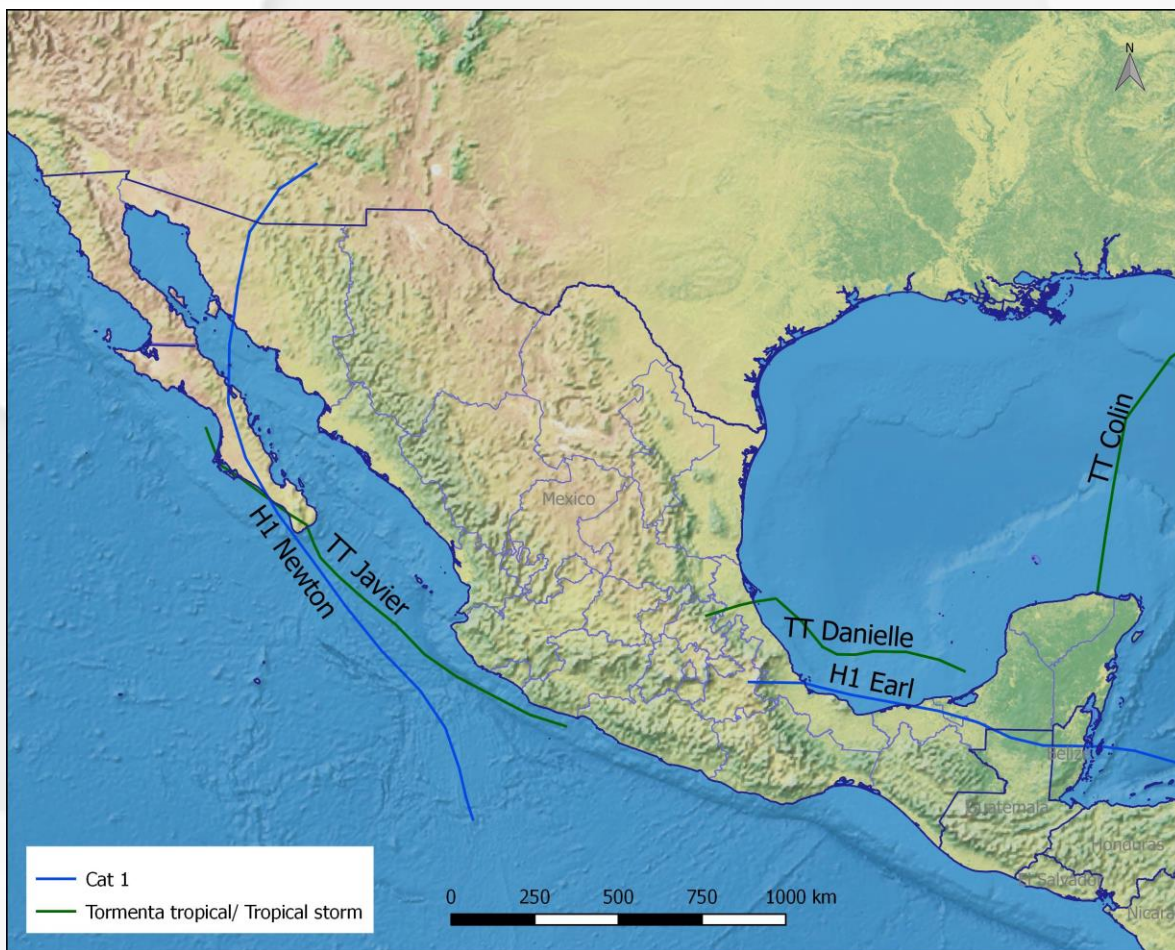 N
TT Colin
Mexico
H1 Newton
TT Javier
TT Danielle
H1 Earl
Belize
Guatemala
Honduras
El Salvador
Nicara
Cat 1
Tormenta tropical/ Tropical storm
0 250 500 750 1000 km